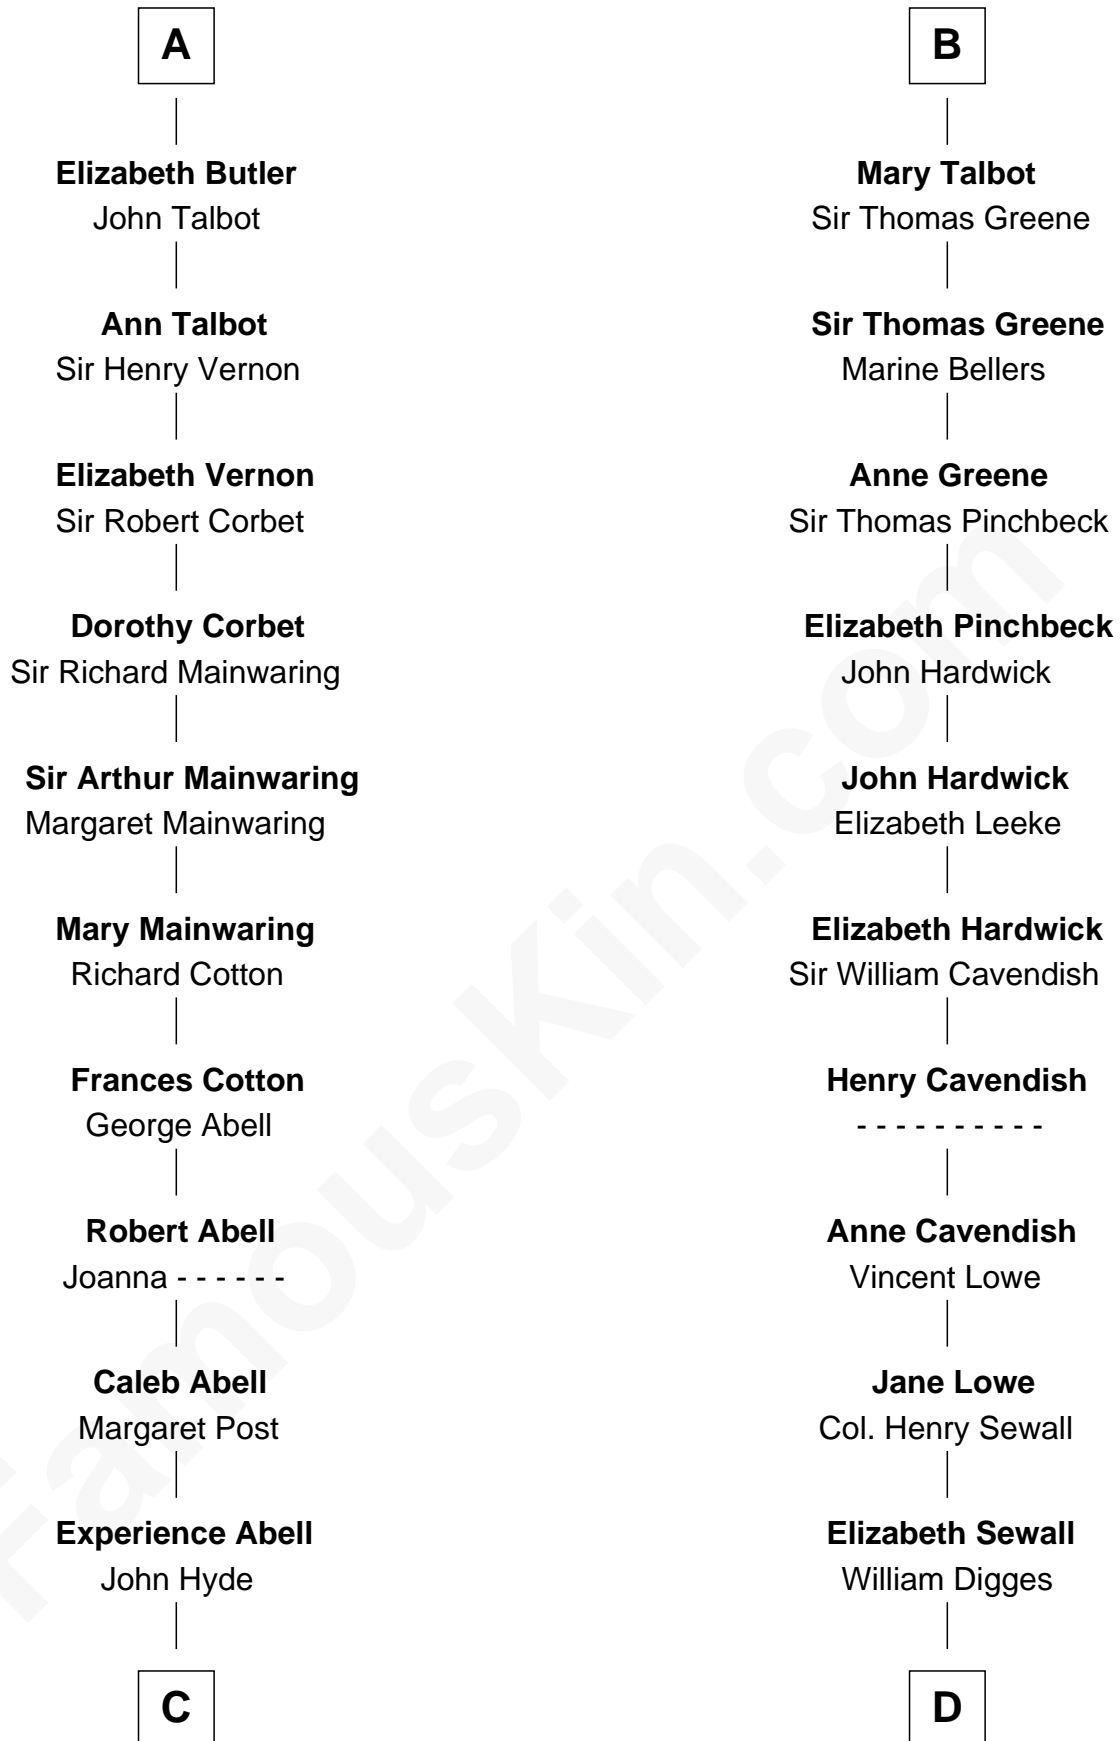 A
Elizabeth Butler
John Talbot
Ann Talbot
Sir Henry Vernon
Elizabeth Vernon
Sir Robert Corbet
Dorothy Corbet
Sir Richard Mainwaring
Sir Arthur Mainwaring
Margaret Mainwaring
Mary Mainwaring
Richard Cotton
Frances Cotton
George Abell
Robert Abell
Joanna - - - - - -
Caleb Abell
Margaret Post
Experience Abell
John Hyde
C
B
Mary Talbot
Sir Thomas Greene
Sir Thomas Greene
Marine Bellers
Anne Greene
Sir Thomas Pinchbeck
Elizabeth Pinchbeck
John Hardwick
John Hardwick
Elizabeth Leeke
Elizabeth Hardwick
Sir William Cavendish
Henry Cavendish
- - - - - - - - - -
Anne Cavendish
Vincent Lowe
Jane Lowe
Col. Henry Sewall
Elizabeth Sewall
William Digges
D
FamousKin.com